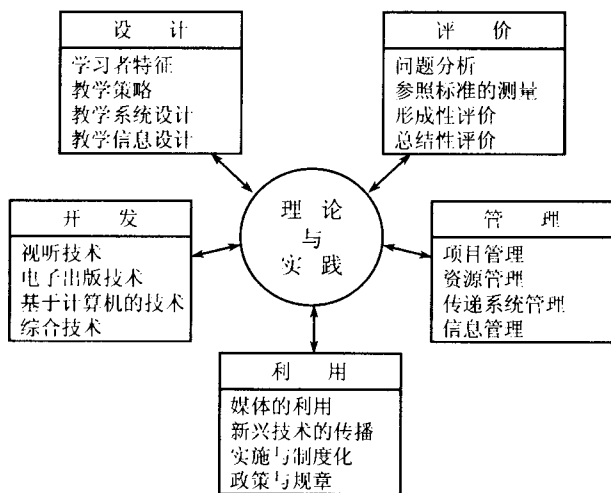 设 计
学习者特征
教学策略
教学系统设计
教学信息设计
评 价
问题分析
参照标准的测量
形成性评价
总结性评价
理 论
与
实 践
开 发
视听技术
电子出版技术
基于计算机的技术
综合技术
管 理
项目管理
资源管理
传递系统管理
信息管理
利 用
媒体的利用
新兴技术的传播
实施与制度化
政策与规章